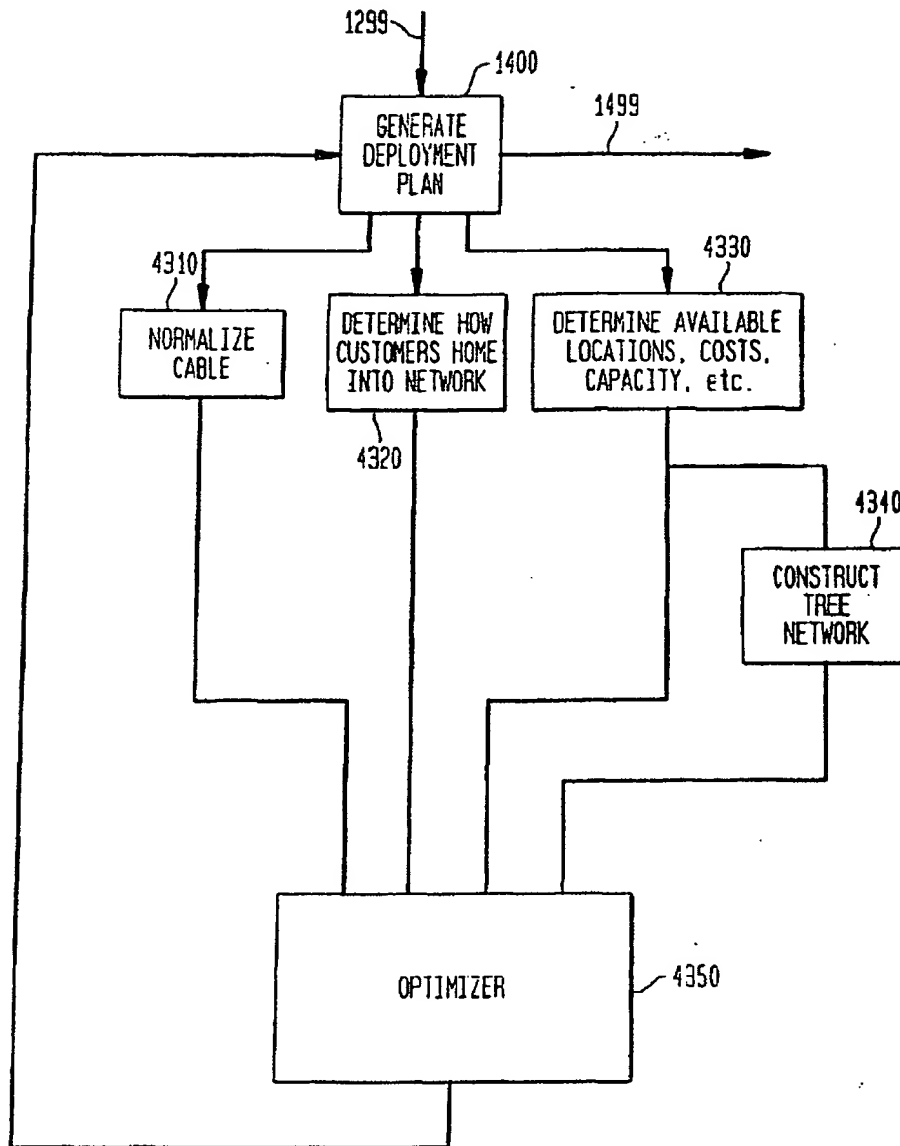 1299
1400
GENERATE
DEPLOYMENT
PLAN
1499
4310
NORMALIZE
CABLE
DETERMINE HOW
CUSTOMERS HOME
INTO NETWORK
4320
4330
DETERMINE AVAILABLE
LOCATIONS, COSTS,
CAPACITY, etc.
4340
CONSTRUCT
TREE
NETWORK
OPTIMIZER
4350